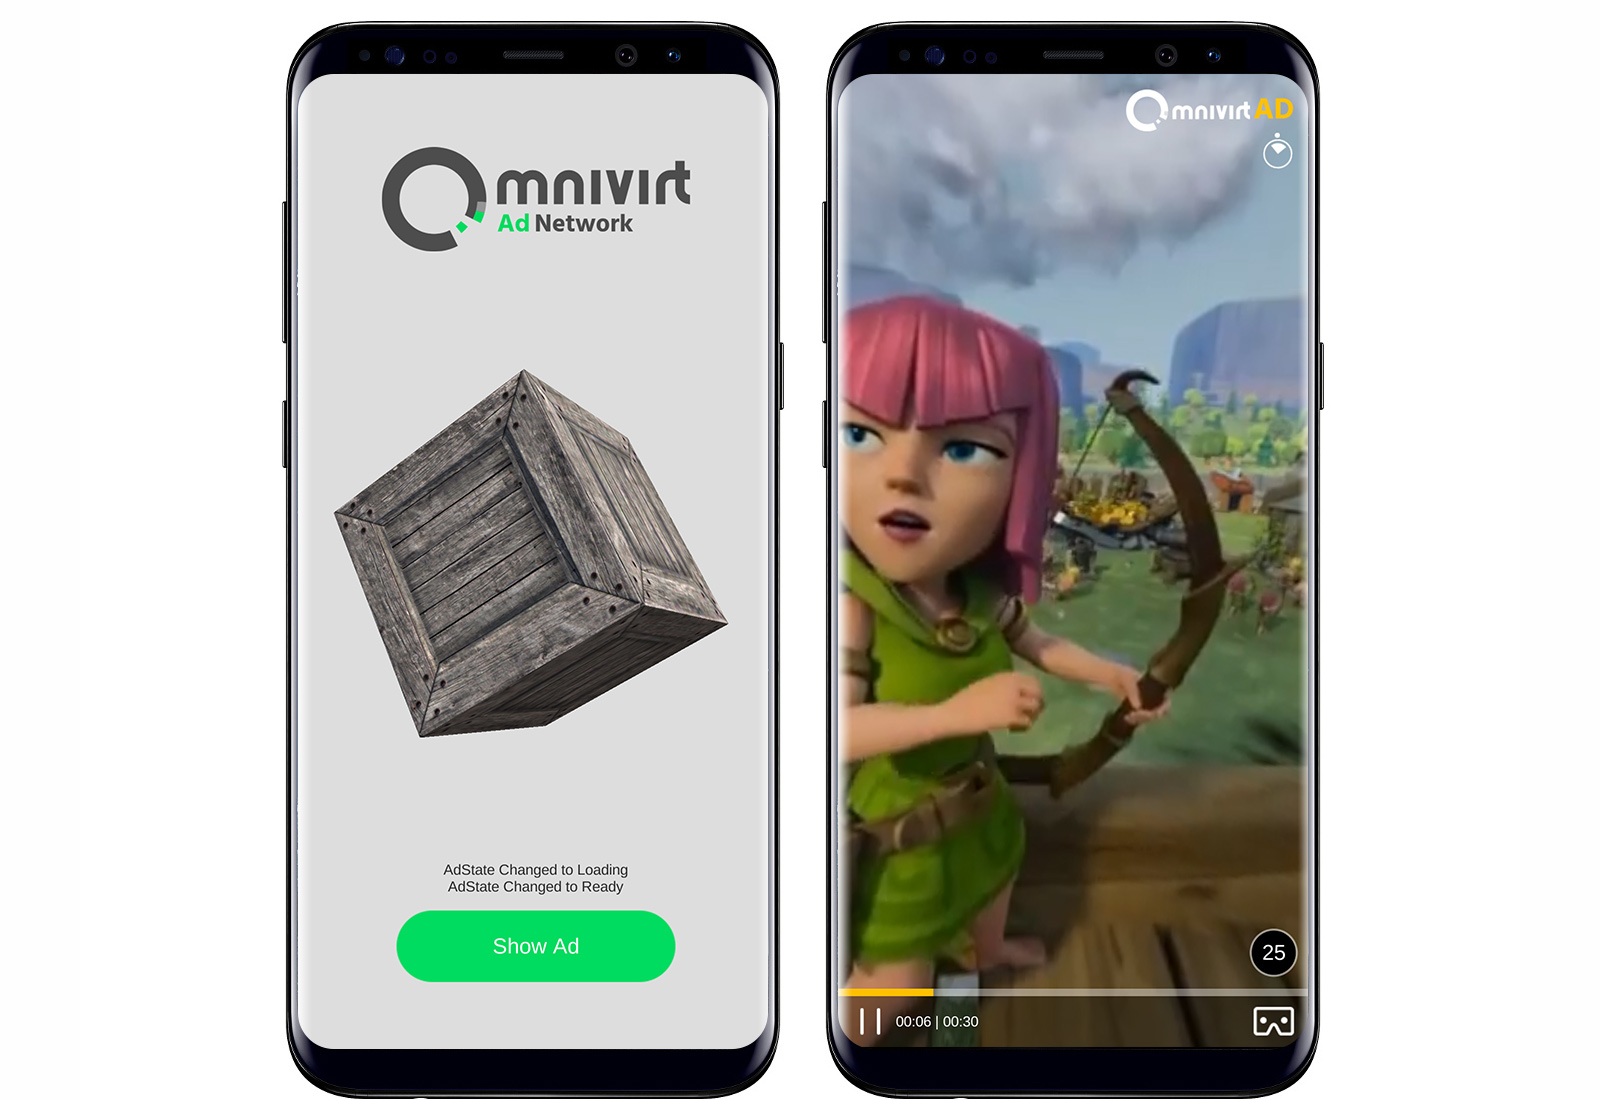 Omnivirt
Ad Network
AdState Changed to Loading
AdState Changed to Ready
Show Ad
Omnivirt AD
25
00:06 | 00:30